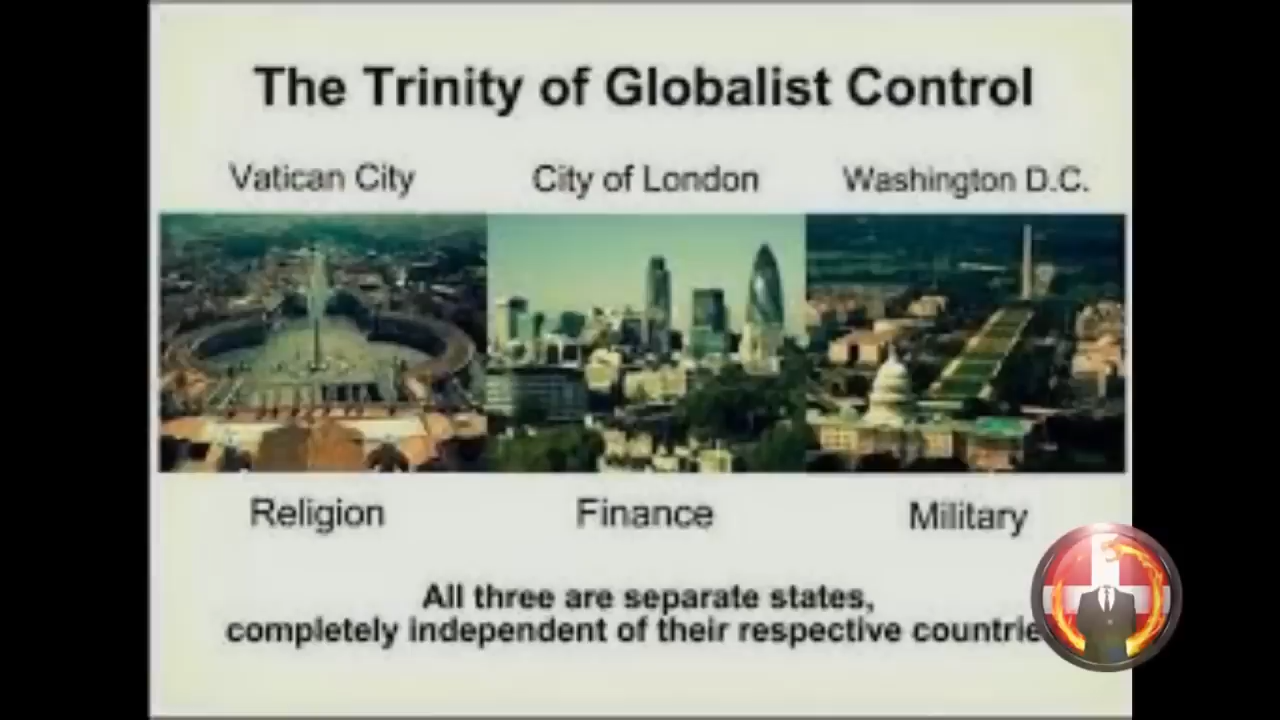 The Trinity of Globalist Control
Vatican City City of London Washington D.C.
Religion Finance Military
All three are separate states,
completely independent of their respective countrie